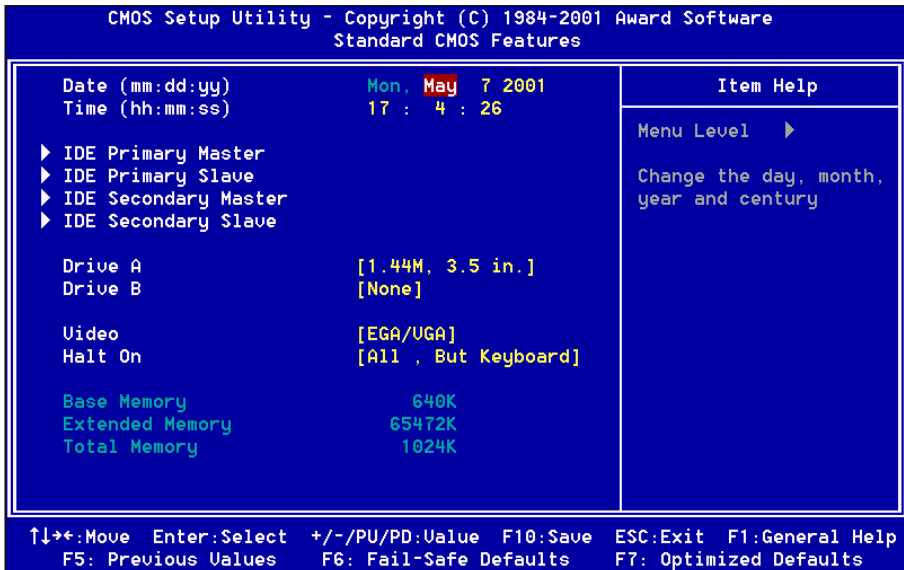 CMOS Setup Utility - Copyright (C) 1984-2001 Award Software
Standard CMOS Features
Date (mm:dd:yy) Mon, May 7 2001
Time (hh:mm:ss) 17 : 4 : 26
IDE Primary Master
IDE Primary Slave
IDE Secondary Master
IDE Secondary Slave
Drive A [1.44M, 3.5 in.]
Drive B [None]
Video [EGA/VGA]
Halt On [All , But Keyboard]
Base Memory 640K
Extended Memory 65472K
Total Memory 1024K
Item Help
Menu Level
Change the day, month,
year and century
↑↓→←:Move Enter:Select +/-/PU/PD:Value F10:Save ESC:Exit F1:General Help
F5: Previous Values F6: Fail-Safe Defaults F7: Optimized Defaults